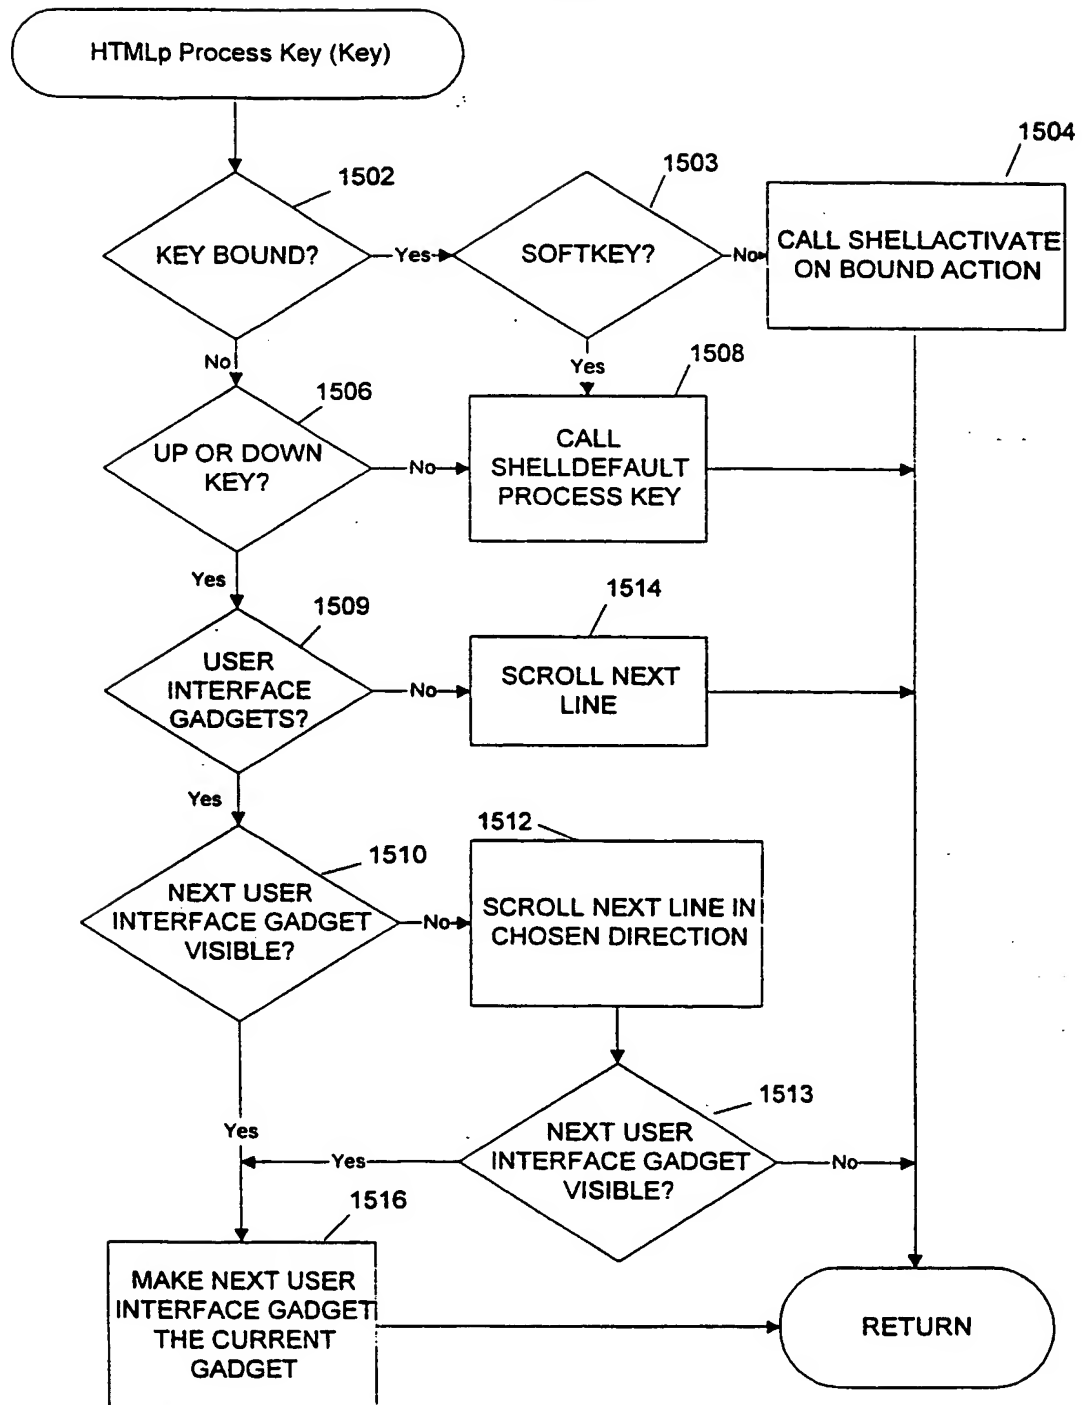 HTMLp Process Key (Key)
1502
KEY BOUND?
Yes
1503
SOFTKEY?
No
1504
CALL SHELLACTIVATE
ON BOUND ACTION
No
Yes
1506
UP OR DOWN
KEY?
No
1508
CALL
SHELLDEFAULT
PROCESS KEY
Yes
1509
USER
INTERFACE
GADGETS?
No
1514
SCROLL NEXT
LINE
Yes
1510
NEXT USER
INTERFACE GADGET
VISIBLE?
No
1512
SCROLL NEXT LINE IN
CHOSEN DIRECTION
Yes
1513
NEXT USER
INTERFACE GADGET
VISIBLE?
Yes
No
1516
MAKE NEXT USER
INTERFACE GADGET
THE CURRENT
GADGET
RETURN